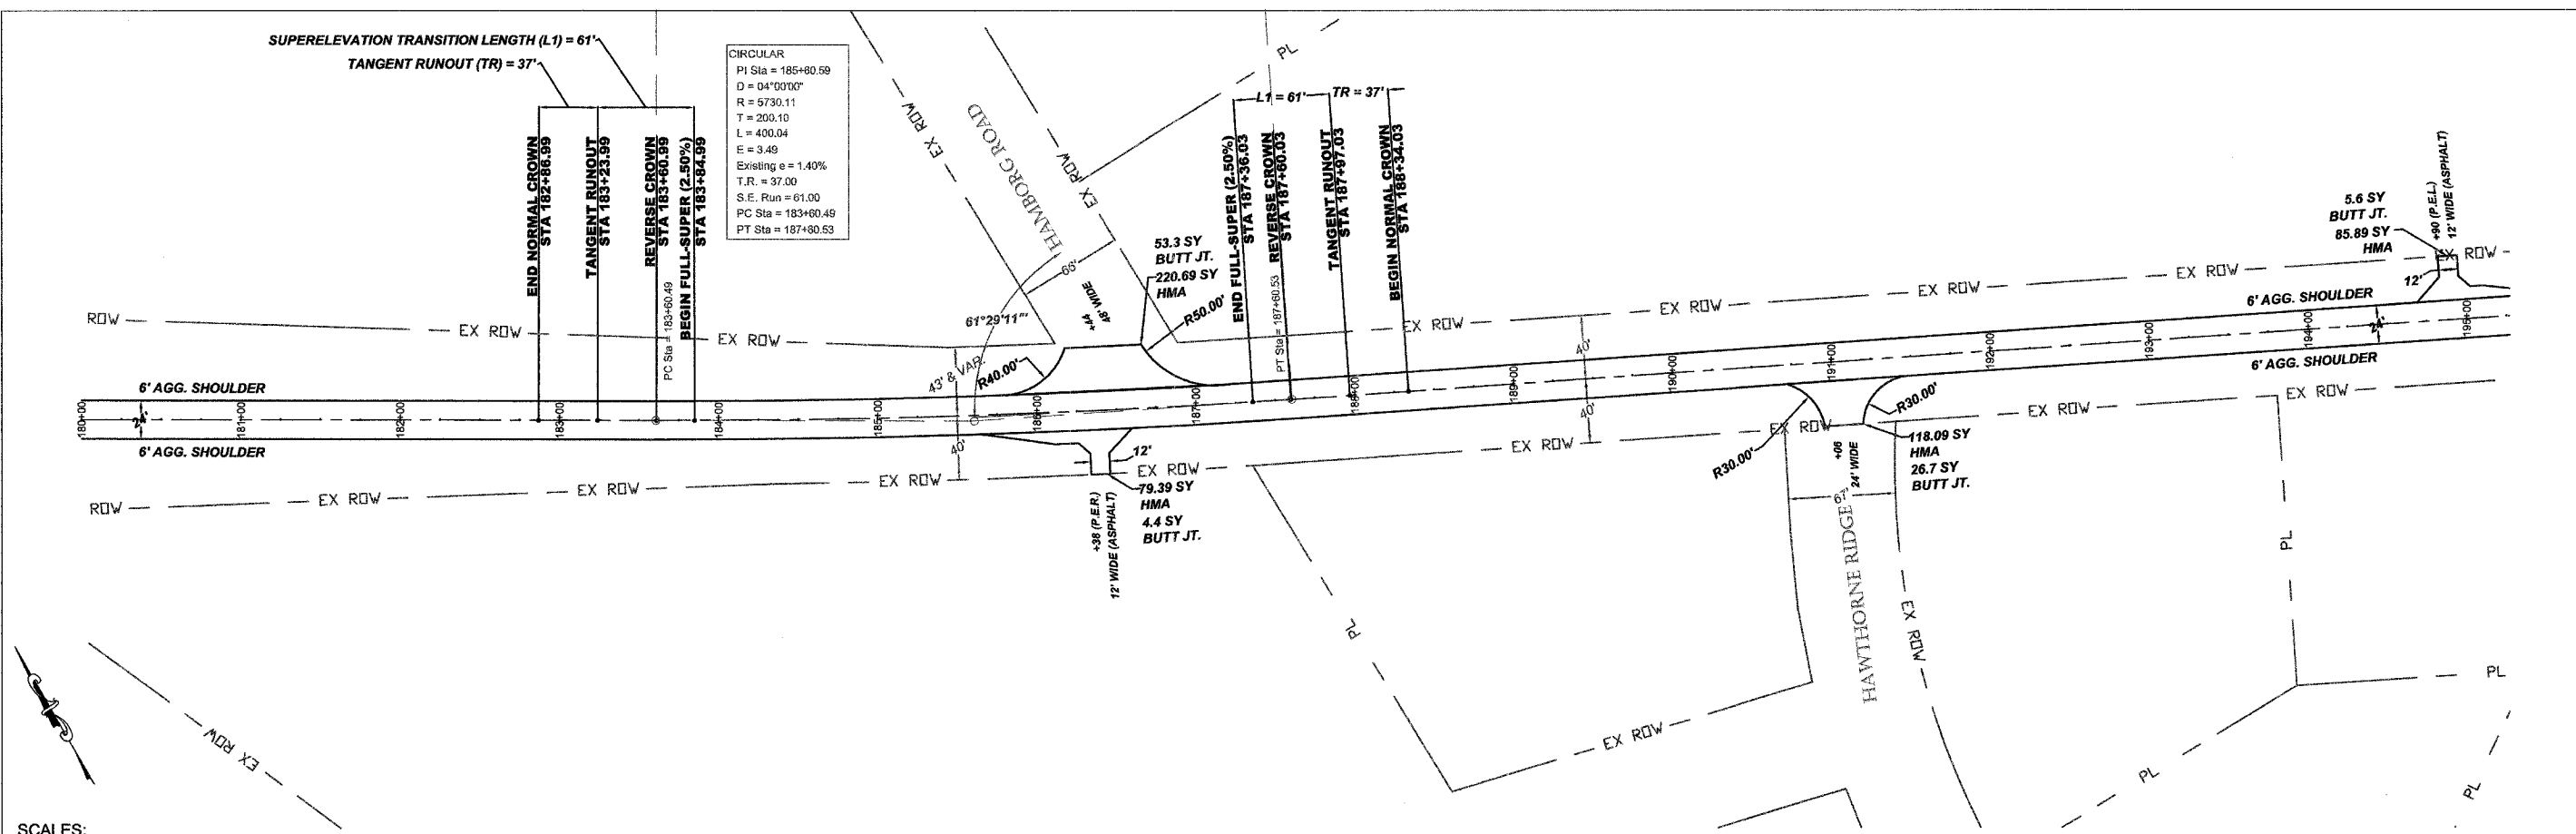 SUPERELEVATION TRANSITION LENGTH (L1) = 61'
TANGENT RUNOUT (TR) = 37'
END NORMAL CROWN
STA 182+86.99
TANGENT RUNOUT
STA 183+23.99
REVERSE CROWN
STA 183+60.99
PC Sta = 183+60.49
BEGIN FULL-SUPER (2.50%)
STA 183+84.99
CIRCULAR
PI Sta = 185+60.59
D = 04°00'00"
R = 5730.11
T = 200.10
L = 400.04
E = 3.49
Existing e = 1.40%
T.R. = 37.00
S.E. Run = 61.00
PC Sta = 183+60.49
PT Sta = 187+60.53
EX ROW
HAMBORG ROAD
EX ROW
PL
66'
+44
48' WIDE
61°29'11"
53.3 SY
BUTT JT.
220.69 SY
HMA
R50.00'
R40.00'
43' & VAR.
L1 = 61'
TR = 37'
END FULL-SUPER (2.50%)
STA 187+36.03
REVERSE CROWN
STA 187+60.03
PT Sta = 187+60.53
TANGENT RUNOUT
STA 187+97.03
BEGIN NORMAL CROWN
STA 188+34.03
5.6 SY
BUTT JT.
85.89 SY
HMA
+90 (P.E.L.)
12' WIDE (ASPHALT)
12'
ROW
EX ROW
EX ROW
EX ROW
EX ROW
EX ROW
EX ROW
EX ROW
EX ROW
6' AGG. SHOULDER
6' AGG. SHOULDER
24'
24'
180+00
181+00
182+00
183+00
184+00
185+00
186+00
187+00
188+00
189+00
190+00
191+00
192+00
193+00
194+00
195+00
6' AGG. SHOULDER
6' AGG. SHOULDER
40'
40'
40'
ROW
EX ROW
EX ROW
EX ROW
EX ROW
EX ROW
EX ROW
EX ROW
EX ROW
12'
79.39 SY
HMA
4.4 SY
BUTT JT.
+38 (P.E.R.)
12' WIDE (ASPHALT)
R30.00'
R30.00'
118.09 SY
HMA
26.7 SY
BUTT JT.
+06
24' WIDE
67'
HAWTHORNE RIDGE
EX ROW
EX ROW
PL
PL
PL
PL
PL
EX ROW
SCALES: